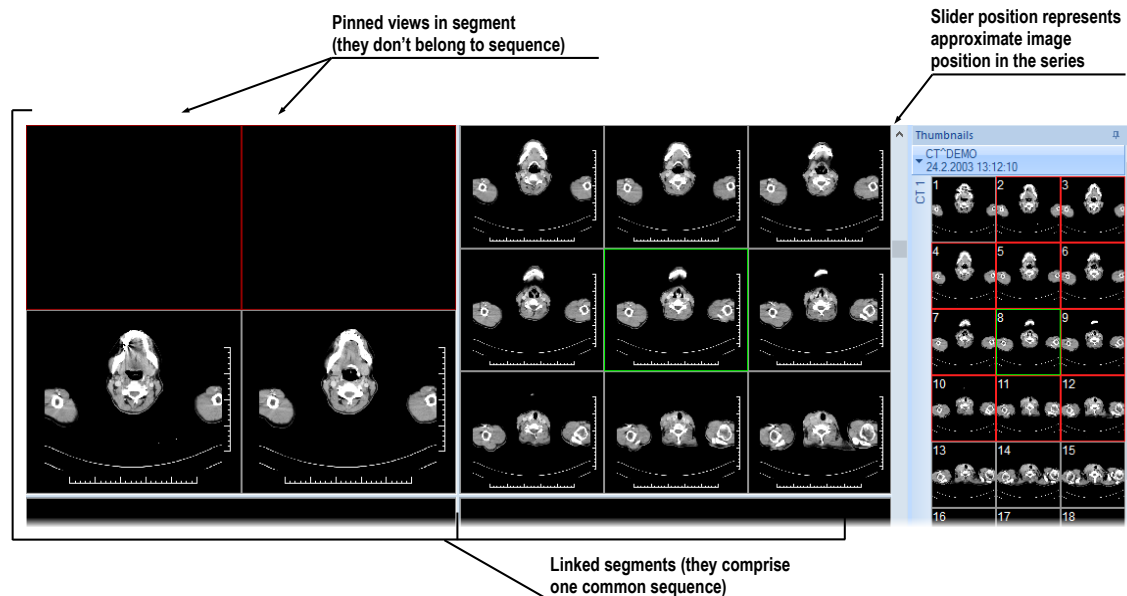 Pinned views in segment
(they don’t belong to sequence)
Slider position represents
approximate image
position in the series
Thumbnails
CT^DEMO
24.2.2003 13:12:10
CT 1
1 2 3
4 5 6
7 8 9
10 11 12
13 14 15
16 17 18
Linked segments (they comprise
one common sequence)